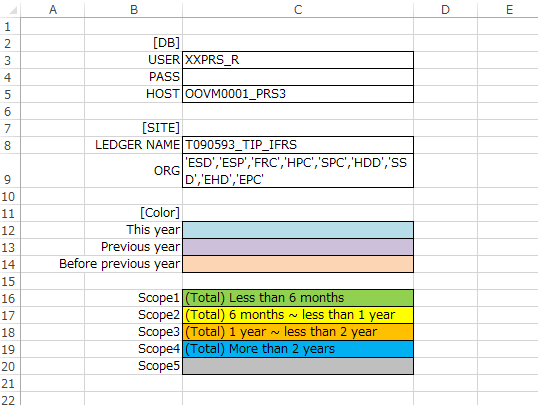 A B C D E
1
2 [DB]
3 USER XXPRS_R
4 PASS
5 HOST OOVM0001_PRS3
6
7 [SITE]
8 LEDGER NAME T090593_TIP_IFRS
'ESD','ESP','FRC','HPC','SPC','HDD','SS
9 ORG D','EHD','EPC'
10
11 [Color]
12 This year
13 Previous year
14 Before previous year
15
16 Scope1 (Total) Less than 6 months
17 Scope2 (Total) 6 months ~ less than 1 year
18 Scope3 (Total) 1 year ~ less than 2 year
19 Scope4 (Total) More than 2 years
20 Scope5
21
22